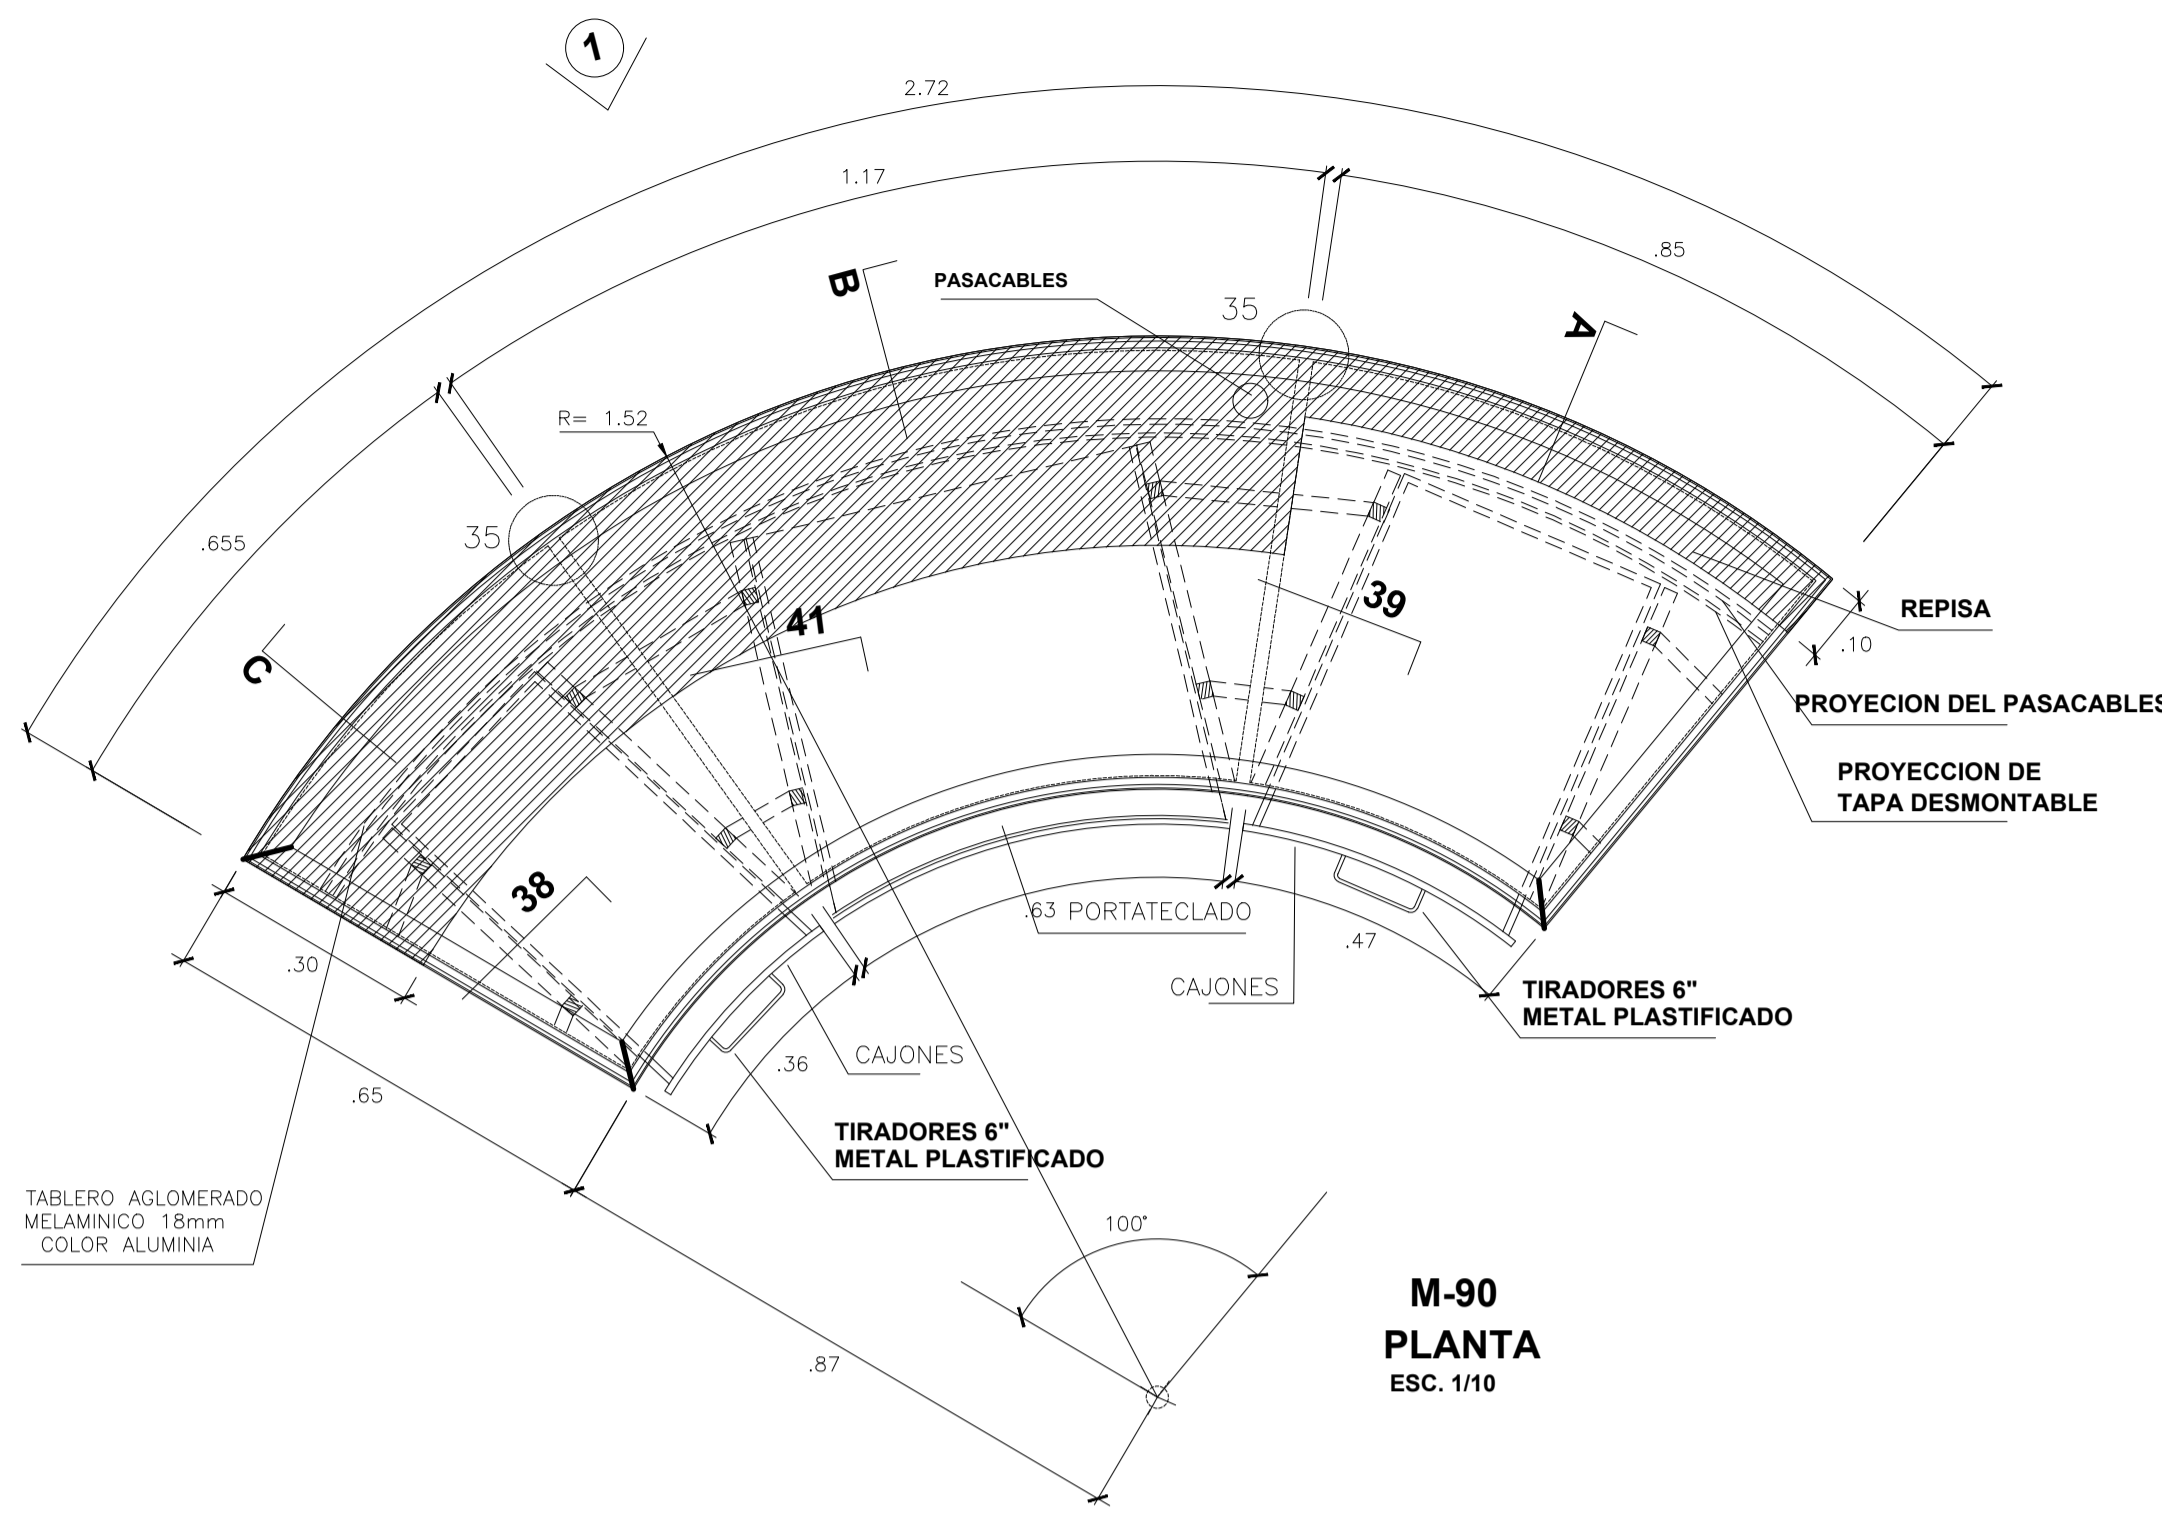 1
2.72
1.17
.85
B
PASACABLES
35
A
R= 1.52
35
.655
41
39
REPISA
.10
C
PROYECION DEL PASACABLES
PROYECCION DE
TAPA DESMONTABLE
38
.63 PORTATECLADO
.47
.30
CAJONES
TIRADORES 6"
METAL PLASTIFICADO
CAJONES
.36
.65
TIRADORES 6"
METAL PLASTIFICADO
TABLERO AGLOMERADO
MELAMINICO 18mm
COLOR ALUMINIA
100°
M-90
PLANTA
ESC. 1/10
.87